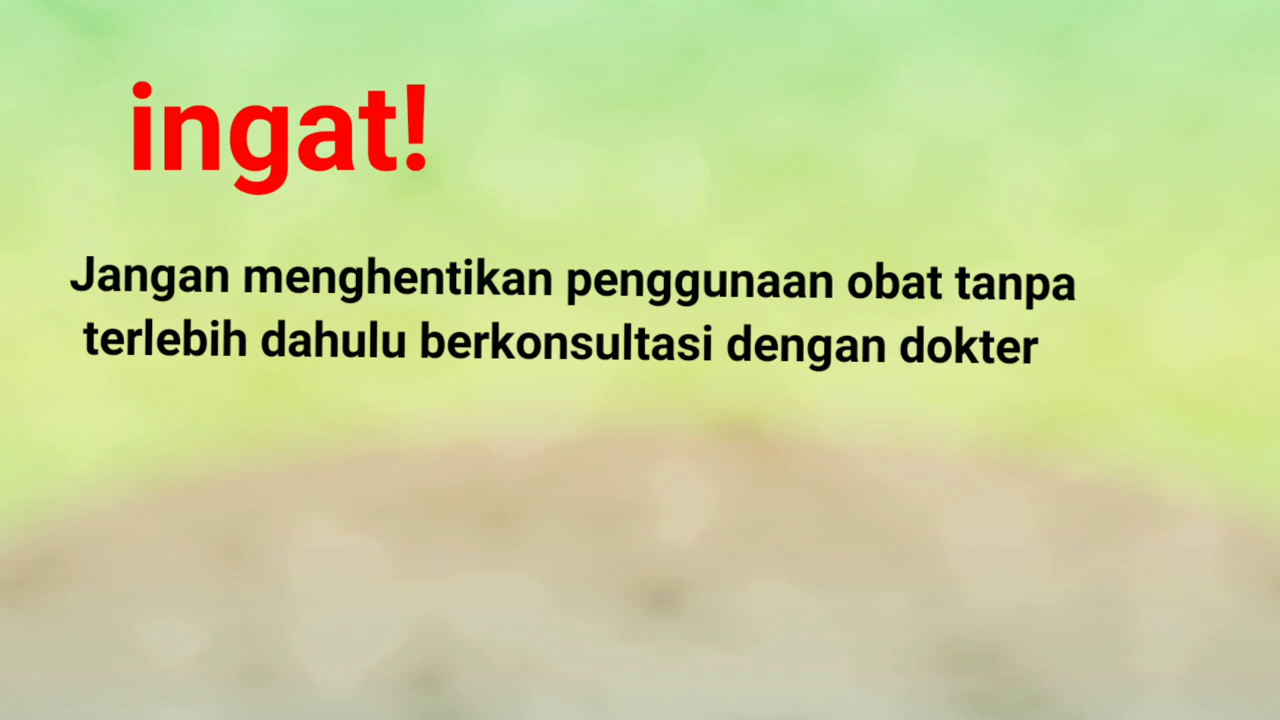 ingat!
Jangan menghentikan penggunaan obat tanpa
terlebih dahulu berkonsultasi dengan dokter